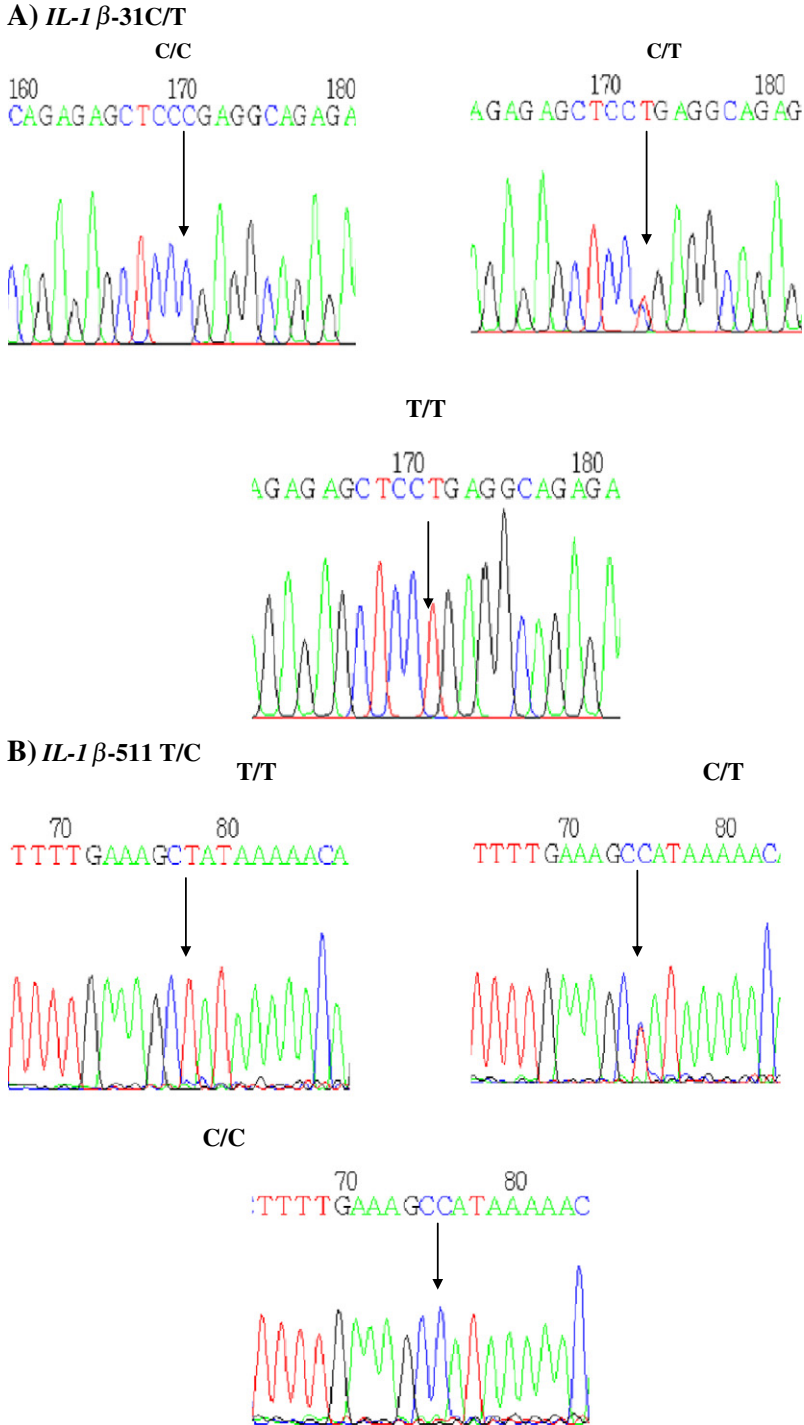 A) IL-1β-31C/T
C/C
C/T
160 170 180
CAGAGAGCTCCCGAGGCAGAGA
170 180
AGAGAGCTCCTGAGGCAGAG
T/T
170 180
AGAGAGCTCCTGAGGCAGAGA
B) IL-1β-511 T/C
T/T
C/T
70 80
TTTTGAAAGCTATAAAAACA
70 80
TTTTGAAAGCCATAAAAAC
C/C
70 80
TTTTGAAAGCCATAAAAAC